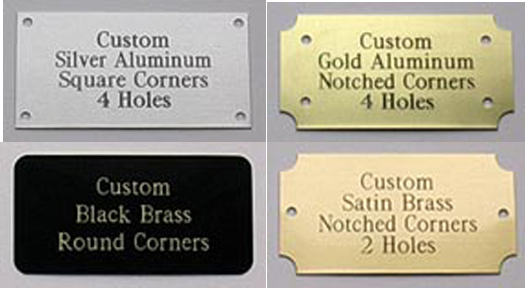 Custom
Silver Aluminum
Square Corners
4 Holes
Custom
Gold Aluminum
Notched Corners
4 Holes
Custom
Black Brass
Round Corners
Custom
Satin Brass
Notched Corners
2 Holes